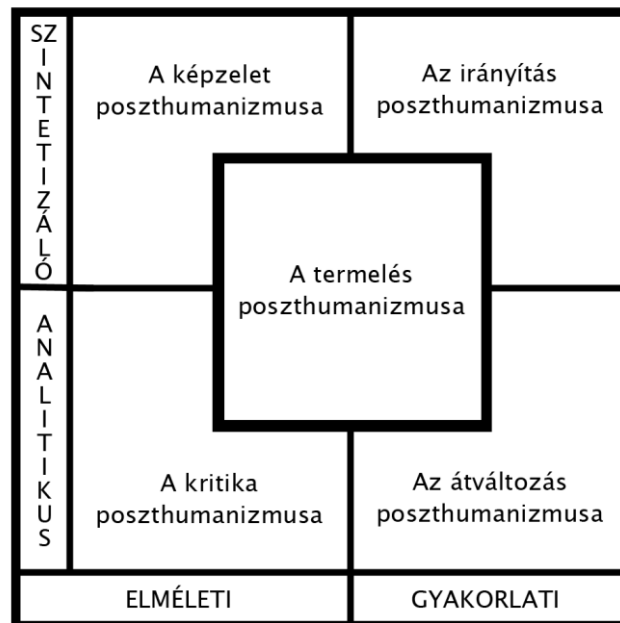 SZINTETIZÁLÓ
A képzelet
poszthumanizmusa
Az irányítás
poszthumanizmusa
A termelés
poszthumanizmusa
ANALITIKUS
A kritika
poszthumanizmusa
Az átváltozás
poszthumanizmusa
ELMÉLETI
GYAKORLATI